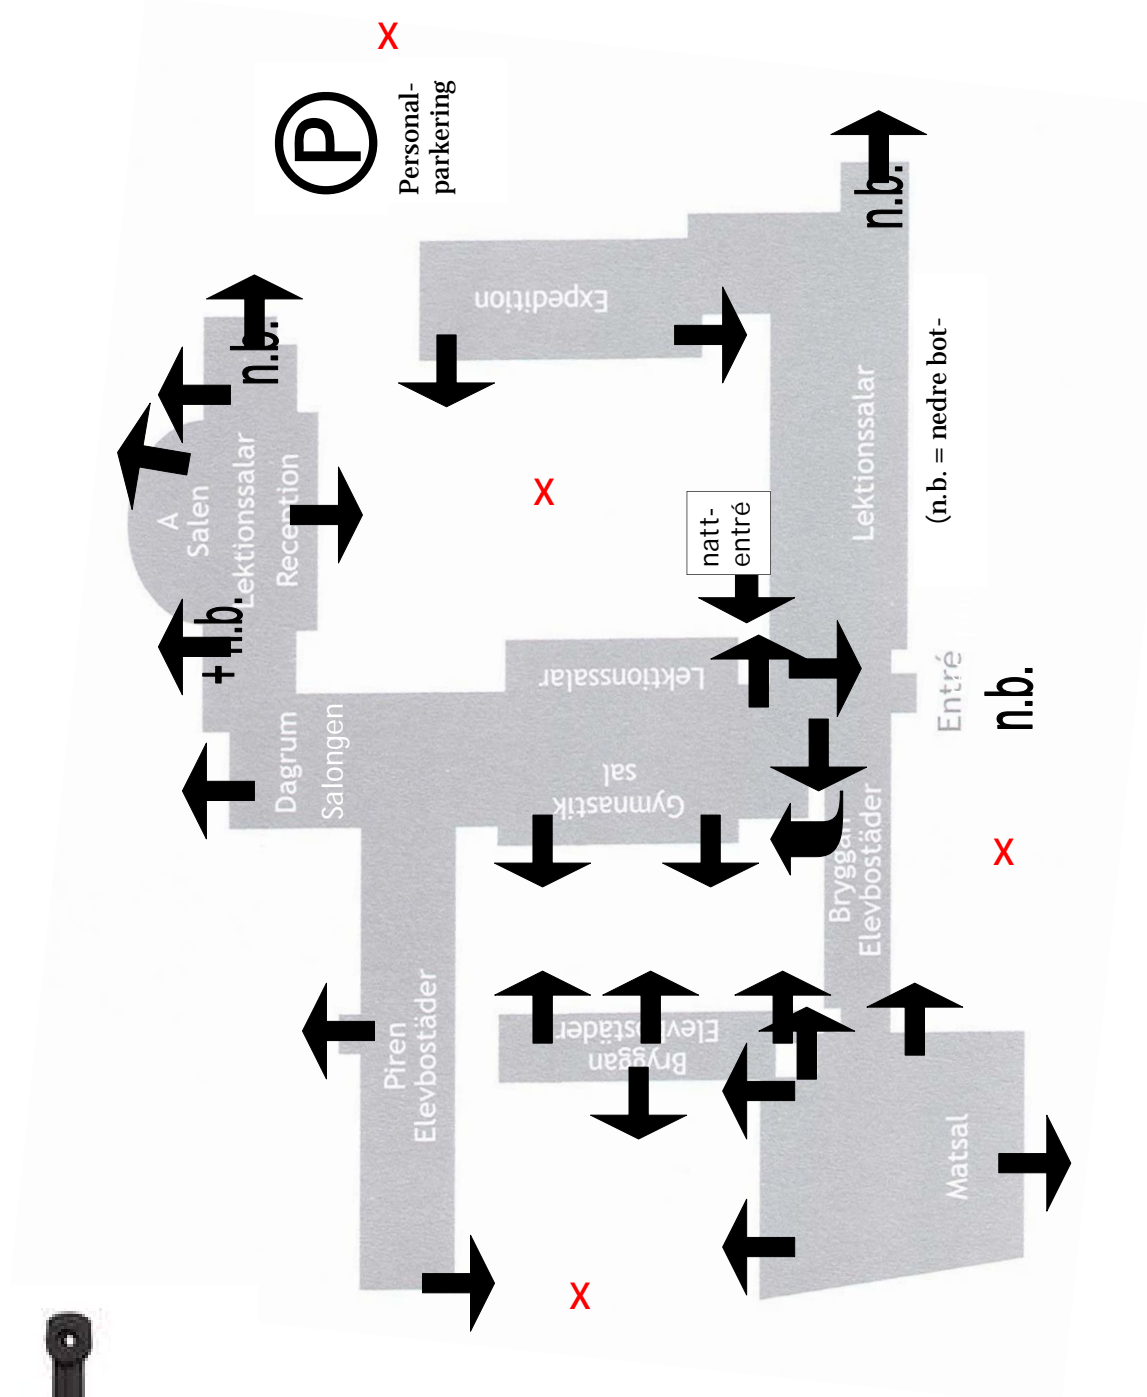 X
P
Personal-
parkering
n.b.
Expedition
n.b.
A
Salen
Lektionssalar
Reception
X
natt-
entré
Lektionssalar
(n.b. = nedre bot-
+ n.b.
Dagrum
Salongen
Lektionssalar
Gymnastik
sal
Entré
n.b.
X
Bryggan
Elevbostäder
Piren
Elevbostäder
Bryggan
Elevbostäder
Matsal
X